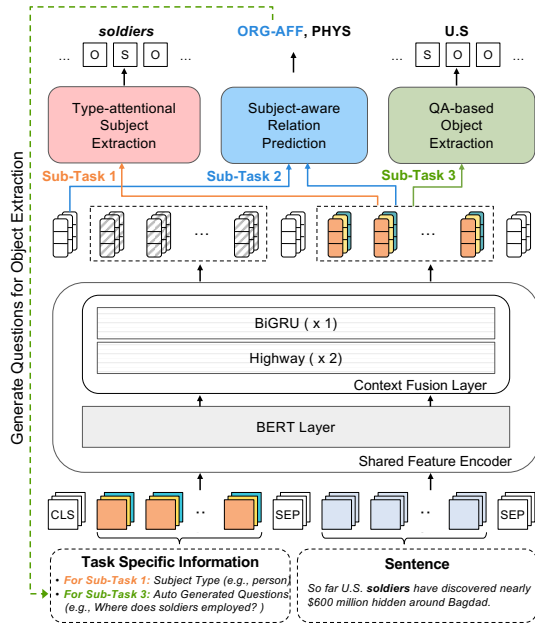 soldiers
ORG-AFF, PHYS
U.S
... O S O ...
... S O O ...
Type-attentional
Subject
Extraction
Subject-aware
Relation
Prediction
QA-based
Object
Extraction
Sub-Task 1
Sub-Task 2
Sub-Task 3
Generate Questions for Object Extraction
...
...
BiGRU ( x 1)
Highway ( x 2)
Context Fusion Layer
BERT Layer
Shared Feature Encoder
CLS
..
SEP
..
SEP
Task Specific Information
• For Sub-Task 1: Subject Type (e.g., person)
• For Sub-Task 3: Auto Generated Questions
(e.g., Where does soldiers employed? )
Sentence
So far U.S. soldiers have discovered nearly
$600 million hidden around Bagdad.